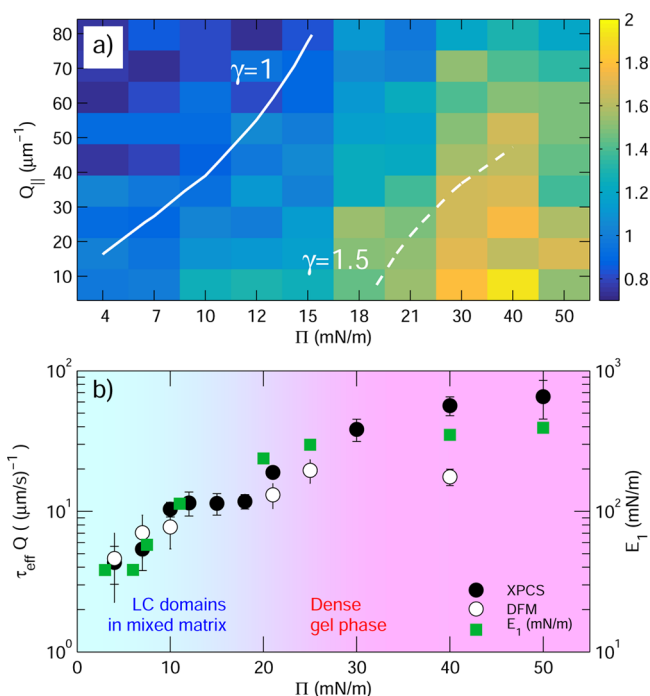 a)
80
70
60
50
40
30
20
10
Q|| (μm⁻¹)
γ=1
γ=1.5
4 7 10 12 15 18 21 30 40 50
Π (mN/m)
2
1.8
1.6
1.4
1.2
1
0.8
b)
10²
10¹
10⁰
τeff Q ( (μm/s)⁻¹ )
10³
10²
10¹
E₁ (mN/m)
LC domains
in mixed matrix
Dense
gel phase
XPCS
DFM
E₁ (mN/m)
0 10 20 30 40 50
Π (mN/m)